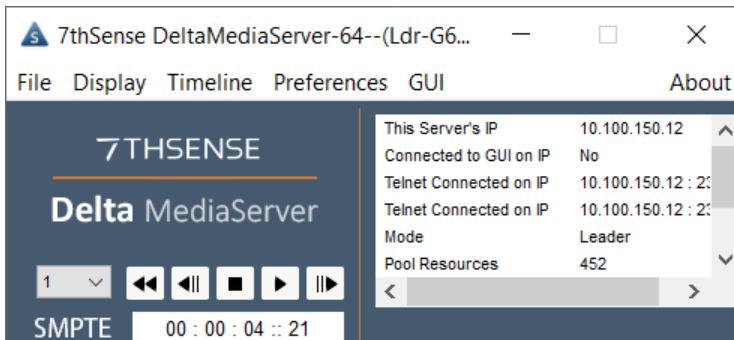 7thSense DeltaMediaServer-64--(Ldr-G6...
File Display Timeline Preferences GUI About
7THSENSE
Delta MediaServer
1
SMPTE 00 : 00 : 04 :: 21
This Server's IP 10.100.150.12
Connected to GUI on IP No
Telnet Connected on IP 10.100.150.12 : 23
Telnet Connected on IP 10.100.150.12 : 23
Mode Leader
Pool Resources 452